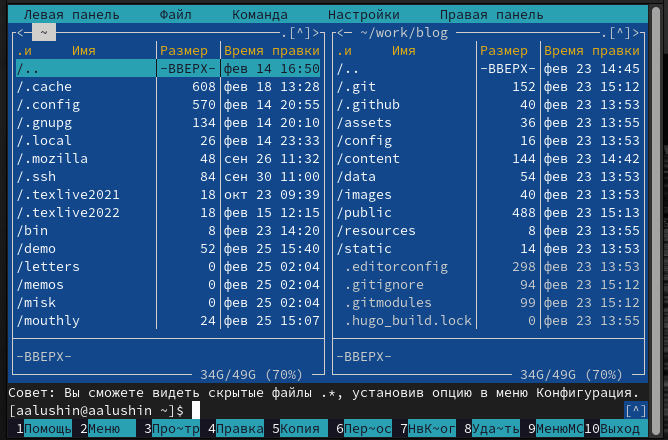 Левая панель Файл Команда Настройки Правая панель
<─ ~ .[^]> <─ ~/work/blog .[^]>
.и Имя Размер Время правки .и Имя Размер Время правки
/.. -ВВЕРХ- фев 14 16:50 /.. -ВВЕРХ- фев 23 14:45
/.cache 608 фев 18 13:28 /.git 152 фев 23 15:12
/.config 570 фев 14 20:55 /.github 40 фев 23 13:53
/.gnupg 134 фев 14 20:10 /assets 36 фев 23 13:55
/.local 26 фев 14 23:33 /config 16 фев 23 13:53
/.mozilla 48 сен 26 11:32 /content 144 фев 23 14:42
/.ssh 84 сен 30 11:00 /data 54 фев 23 13:53
/.texlive2021 18 окт 23 09:39 /images 40 фев 23 13:53
/.texlive2022 18 фев 15 12:15 /public 488 фев 23 15:13
/bin 8 фев 23 14:20 /resources 8 фев 23 13:55
/demo 52 фев 25 15:40 /static 14 фев 23 13:53
/letters 0 фев 25 02:04 .editorconfig 298 фев 23 13:53
/memos 0 фев 25 02:04 .gitignore 94 фев 23 15:12
/misk 0 фев 25 02:04 .gitmodules 99 фев 23 15:12
/mouthly 24 фев 25 15:07 .hugo_build.lock 0 фев 23 13:55
-ВВЕРХ- -ВВЕРХ-
34G/49G (70%) 34G/49G (70%)
Совет: Вы сможете видеть скрытые файлы .*, установив опцию в меню Конфигурация.
[aalushin@aalushin ~]$ [^]
1Помощь 2Меню 3Про~тр 4Правка 5Копия 6Пер~ос 7НвК~ог 8Уда~ть 9МенюMC 10Выход